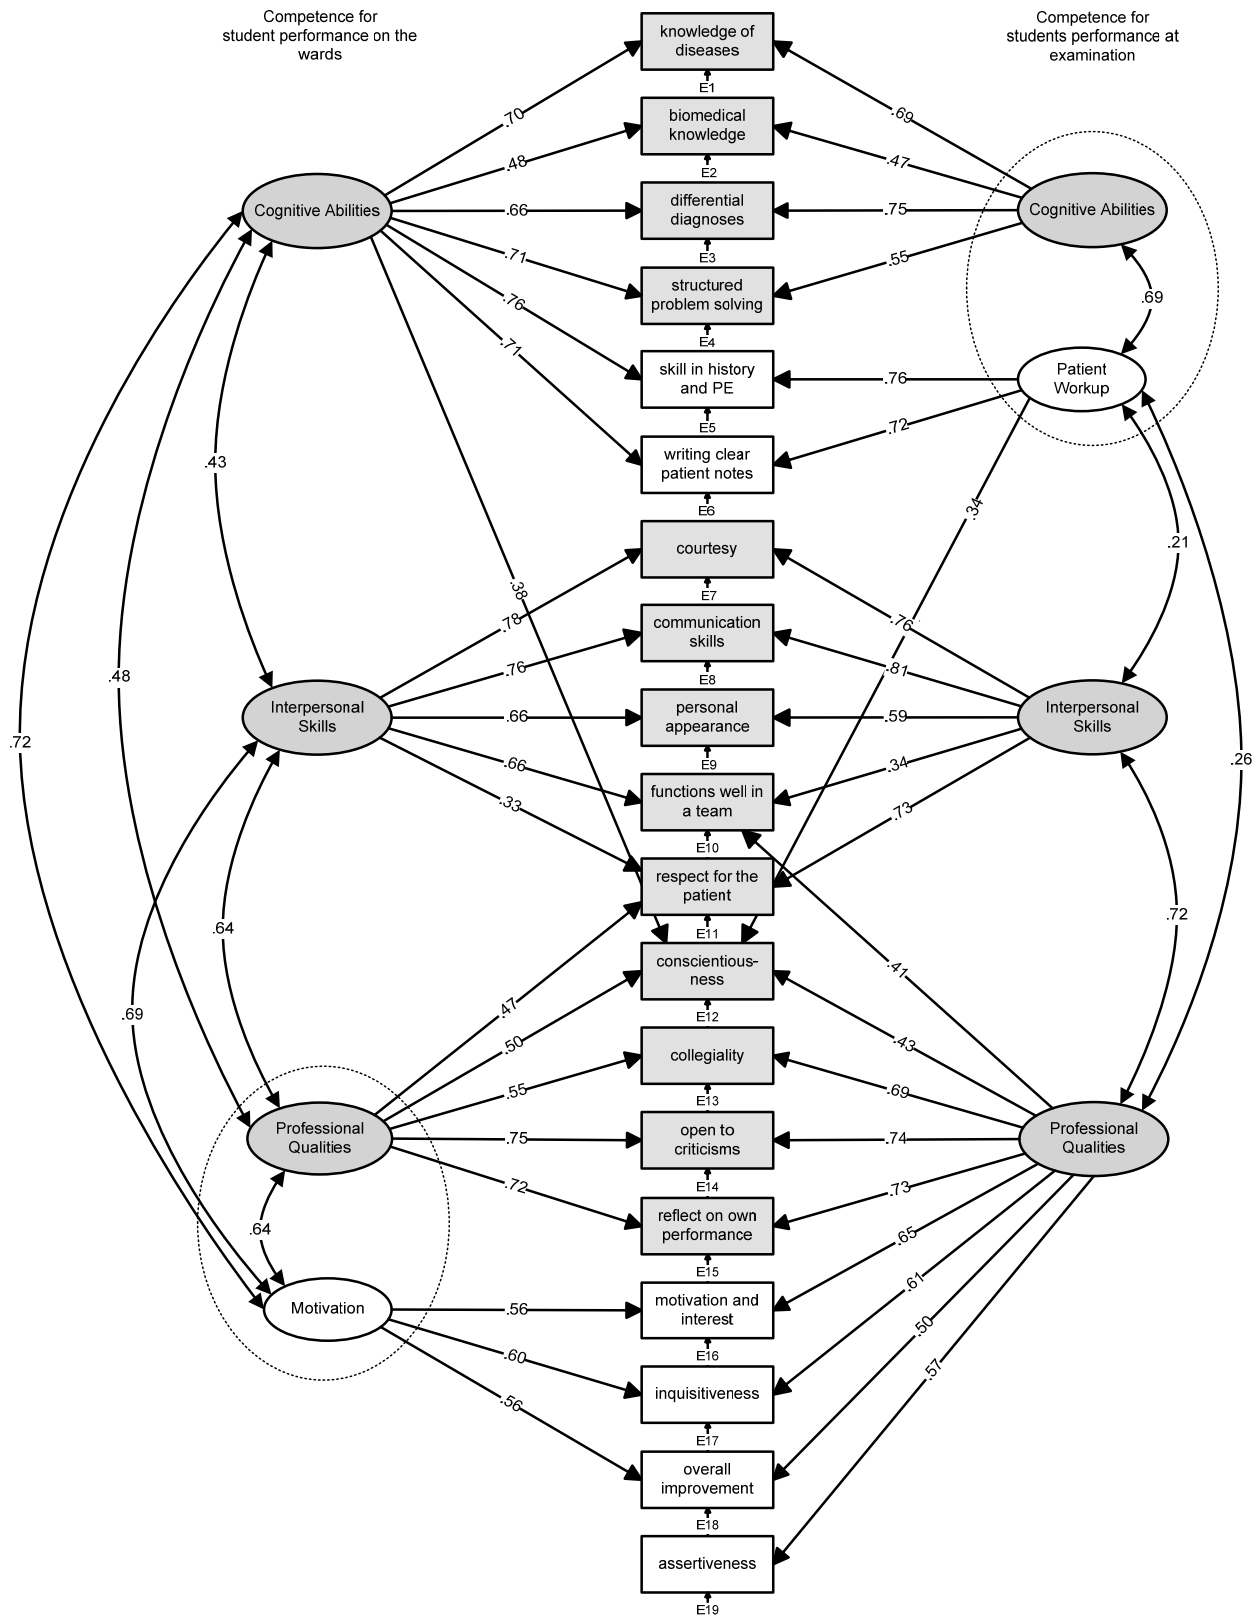 Competence for
student performance on the
wards
Competence for
students performance at
examination
knowledge of
diseases
E1
biomedical
knowledge
E2
differential
diagnoses
E3
structured
problem solving
E4
skill in history
and PE
E5
writing clear
patient notes
E6
courtesy
E7
communication
skills
E8
personal
appearance
E9
functions well in
a team
E10
respect for the
patient
E11
conscientious-
ness
E12
collegiality
E13
open to
criticisms
E14
reflect on own
performance
E15
motivation and
interest
E16
inquisitiveness
E17
overall
improvement
E18
assertiveness
E19
Cognitive Abilities
Interpersonal
Skills
Professional
Qualities
Motivation
.70
.48
.66
.71
.76
.71
.38
.78
.76
.66
.66
.33
.47
.50
.55
.75
.72
.56
.60
.56
.43
.48
.72
.64
.69
.64
Cognitive Abilities
Patient
Workup
Interpersonal
Skills
Professional
Qualities
.69
.47
.75
.55
.76
.72
.34
.76
.81
.59
.34
.73
.41
.43
.69
.74
.73
.65
.61
.50
.57
.69
.21
.26
.72